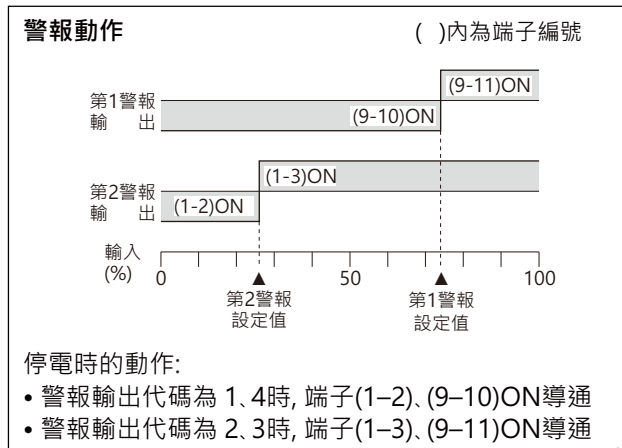 警報動作
(  )內為端子編號
(9-11)ON
第1警報
輸　出
(9-10)ON
(1-3)ON
第2警報
輸　出
(1-2)ON
輸入
(%)
0
50
100
第2警報
設定值
第1警報
設定值
停電時的動作:
• 警報輸出代碼為 1、4時, 端子(1–2)、(9–10)ON導通
• 警報輸出代碼為 2、3時, 端子(1–3)、(9–11)ON導通